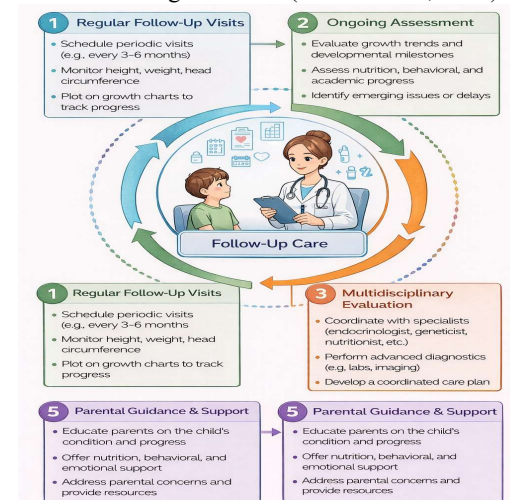 1 Regular Follow-Up Visits
• Schedule periodic visits
(e.g., every 3–6 months)
• Monitor height, weight, head
circumference
• Plot on growth charts to
track progress
2 Ongoing Assessment
• Evaluate growth trends and
developmental milestones
• Assess nutrition, behavioral, and
academic progress
• Identify emerging issues or delays
Follow-Up Care
1 Regular Follow-Up Visits
• Schedule periodic visits
(e.g., every 3–6 months
• Monitor height, weight, head
circumference
• Plot on growth charts to track
progress
3 Multidisciplinary
Evaluation
• Coordinate with specialists
(endocrinologist, geneticist,
nutritionist, etc.)
• Perform advanced diagnostics
(e.g, labs, imaging)
• Develop a coordinated care plan
5 Parental Guidance & Support
• Educate parents on the child's
condition and progress
• Offer nutrition, behavioral, and
emotional support
• Address parental concerns and
provide resources
5 Parental Guidance & Support
• Educate parents on the child's
condition and progress
• Offer nutrition, behavioral, and
emotional support
• Address parental concerns and
provide resources